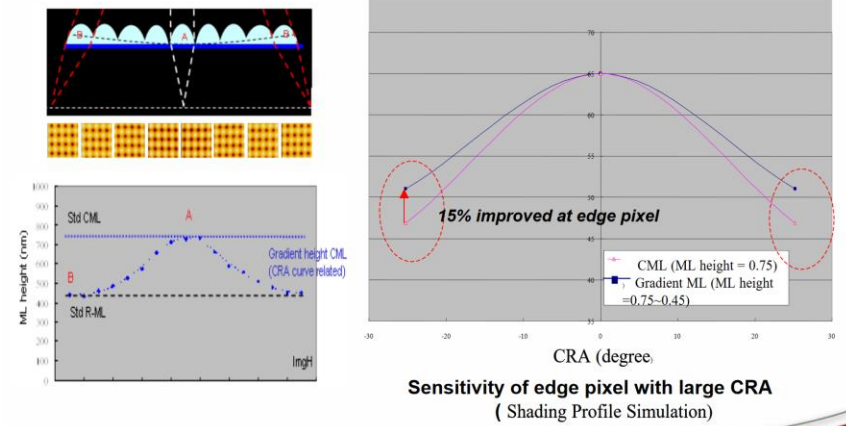 B
A
B
1000
900
800
700
600
500
400
300
200
100
0
ML height (nm)
Std CML
A
Gradient height CML
(CRA curve related)
B
Std R-ML
ImgH
70
65
60
55
50
45
40
35
15% improved at edge pixel
CML (ML height = 0.75)
Gradient ML (ML height
=0.75~0.45)
-30
-20
-10
0
10
20
30
CRA (degree)
Sensitivity of edge pixel with large CRA
( Shading Profile Simulation)